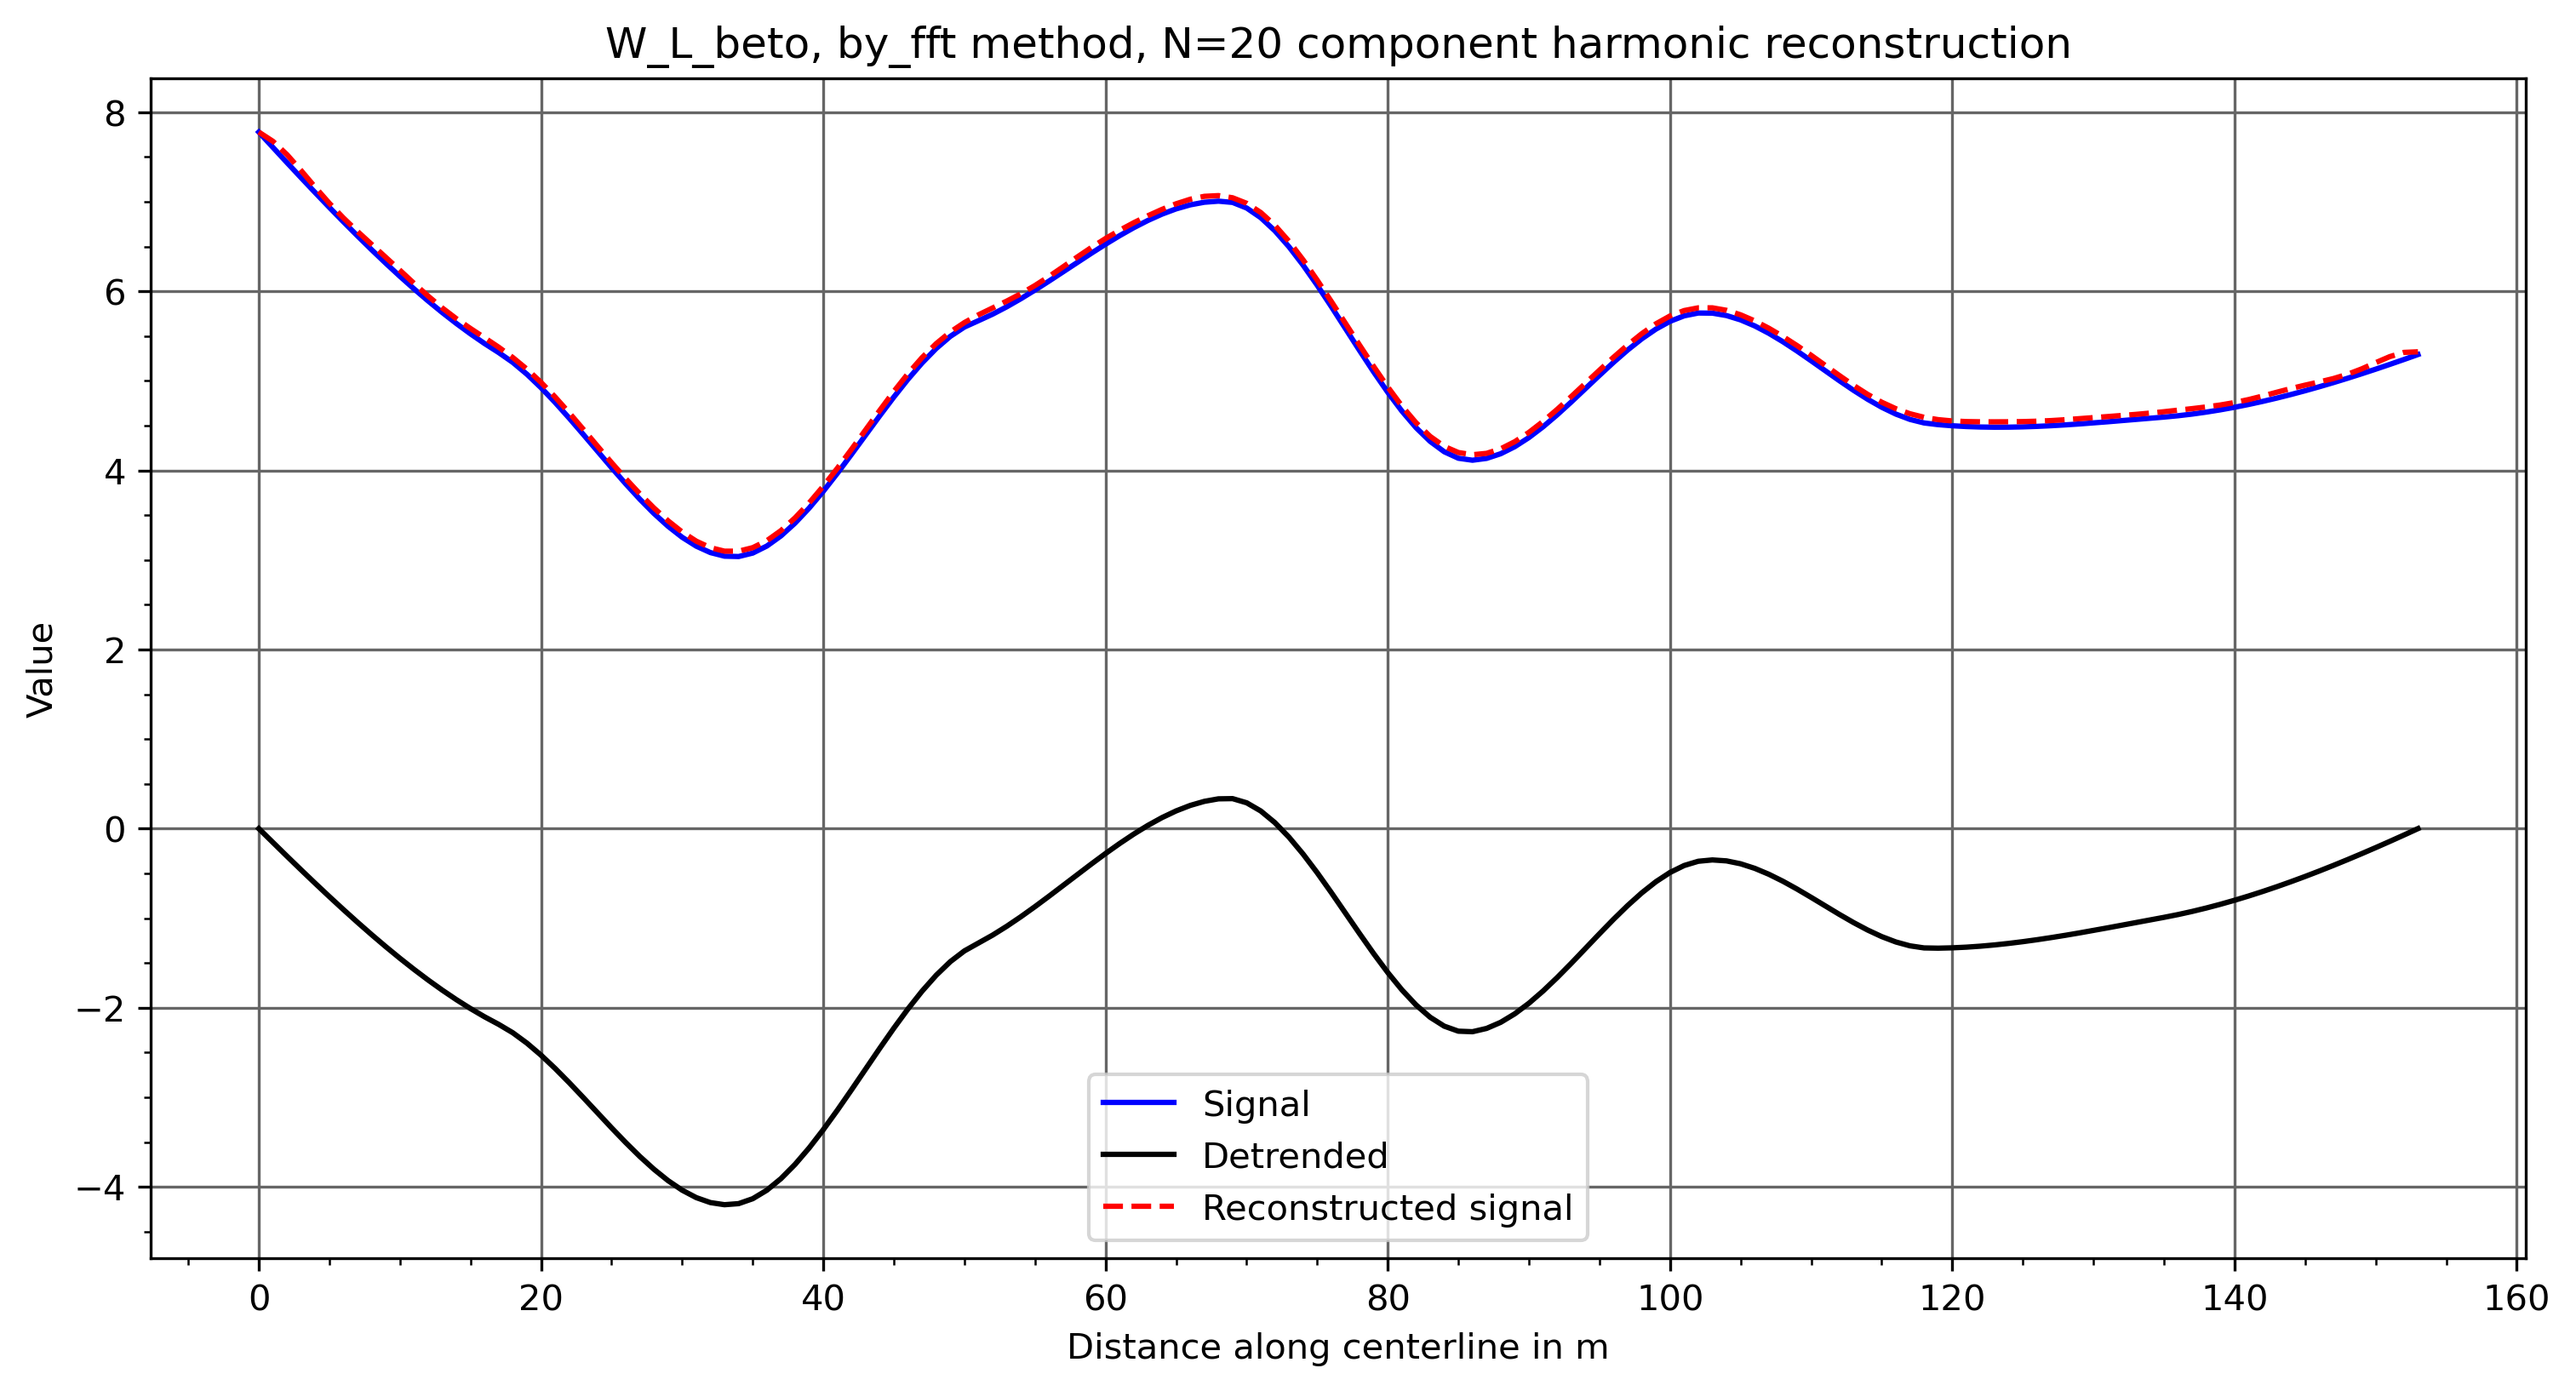 W_L_beto, by_fft method, N=20 component harmonic reconstruction
8
6
4
2
0
−2
−4
Value
Signal
Detrended
Reconstructed signal
0 20 40 60 80 100 120 140 160
Distance along centerline in m